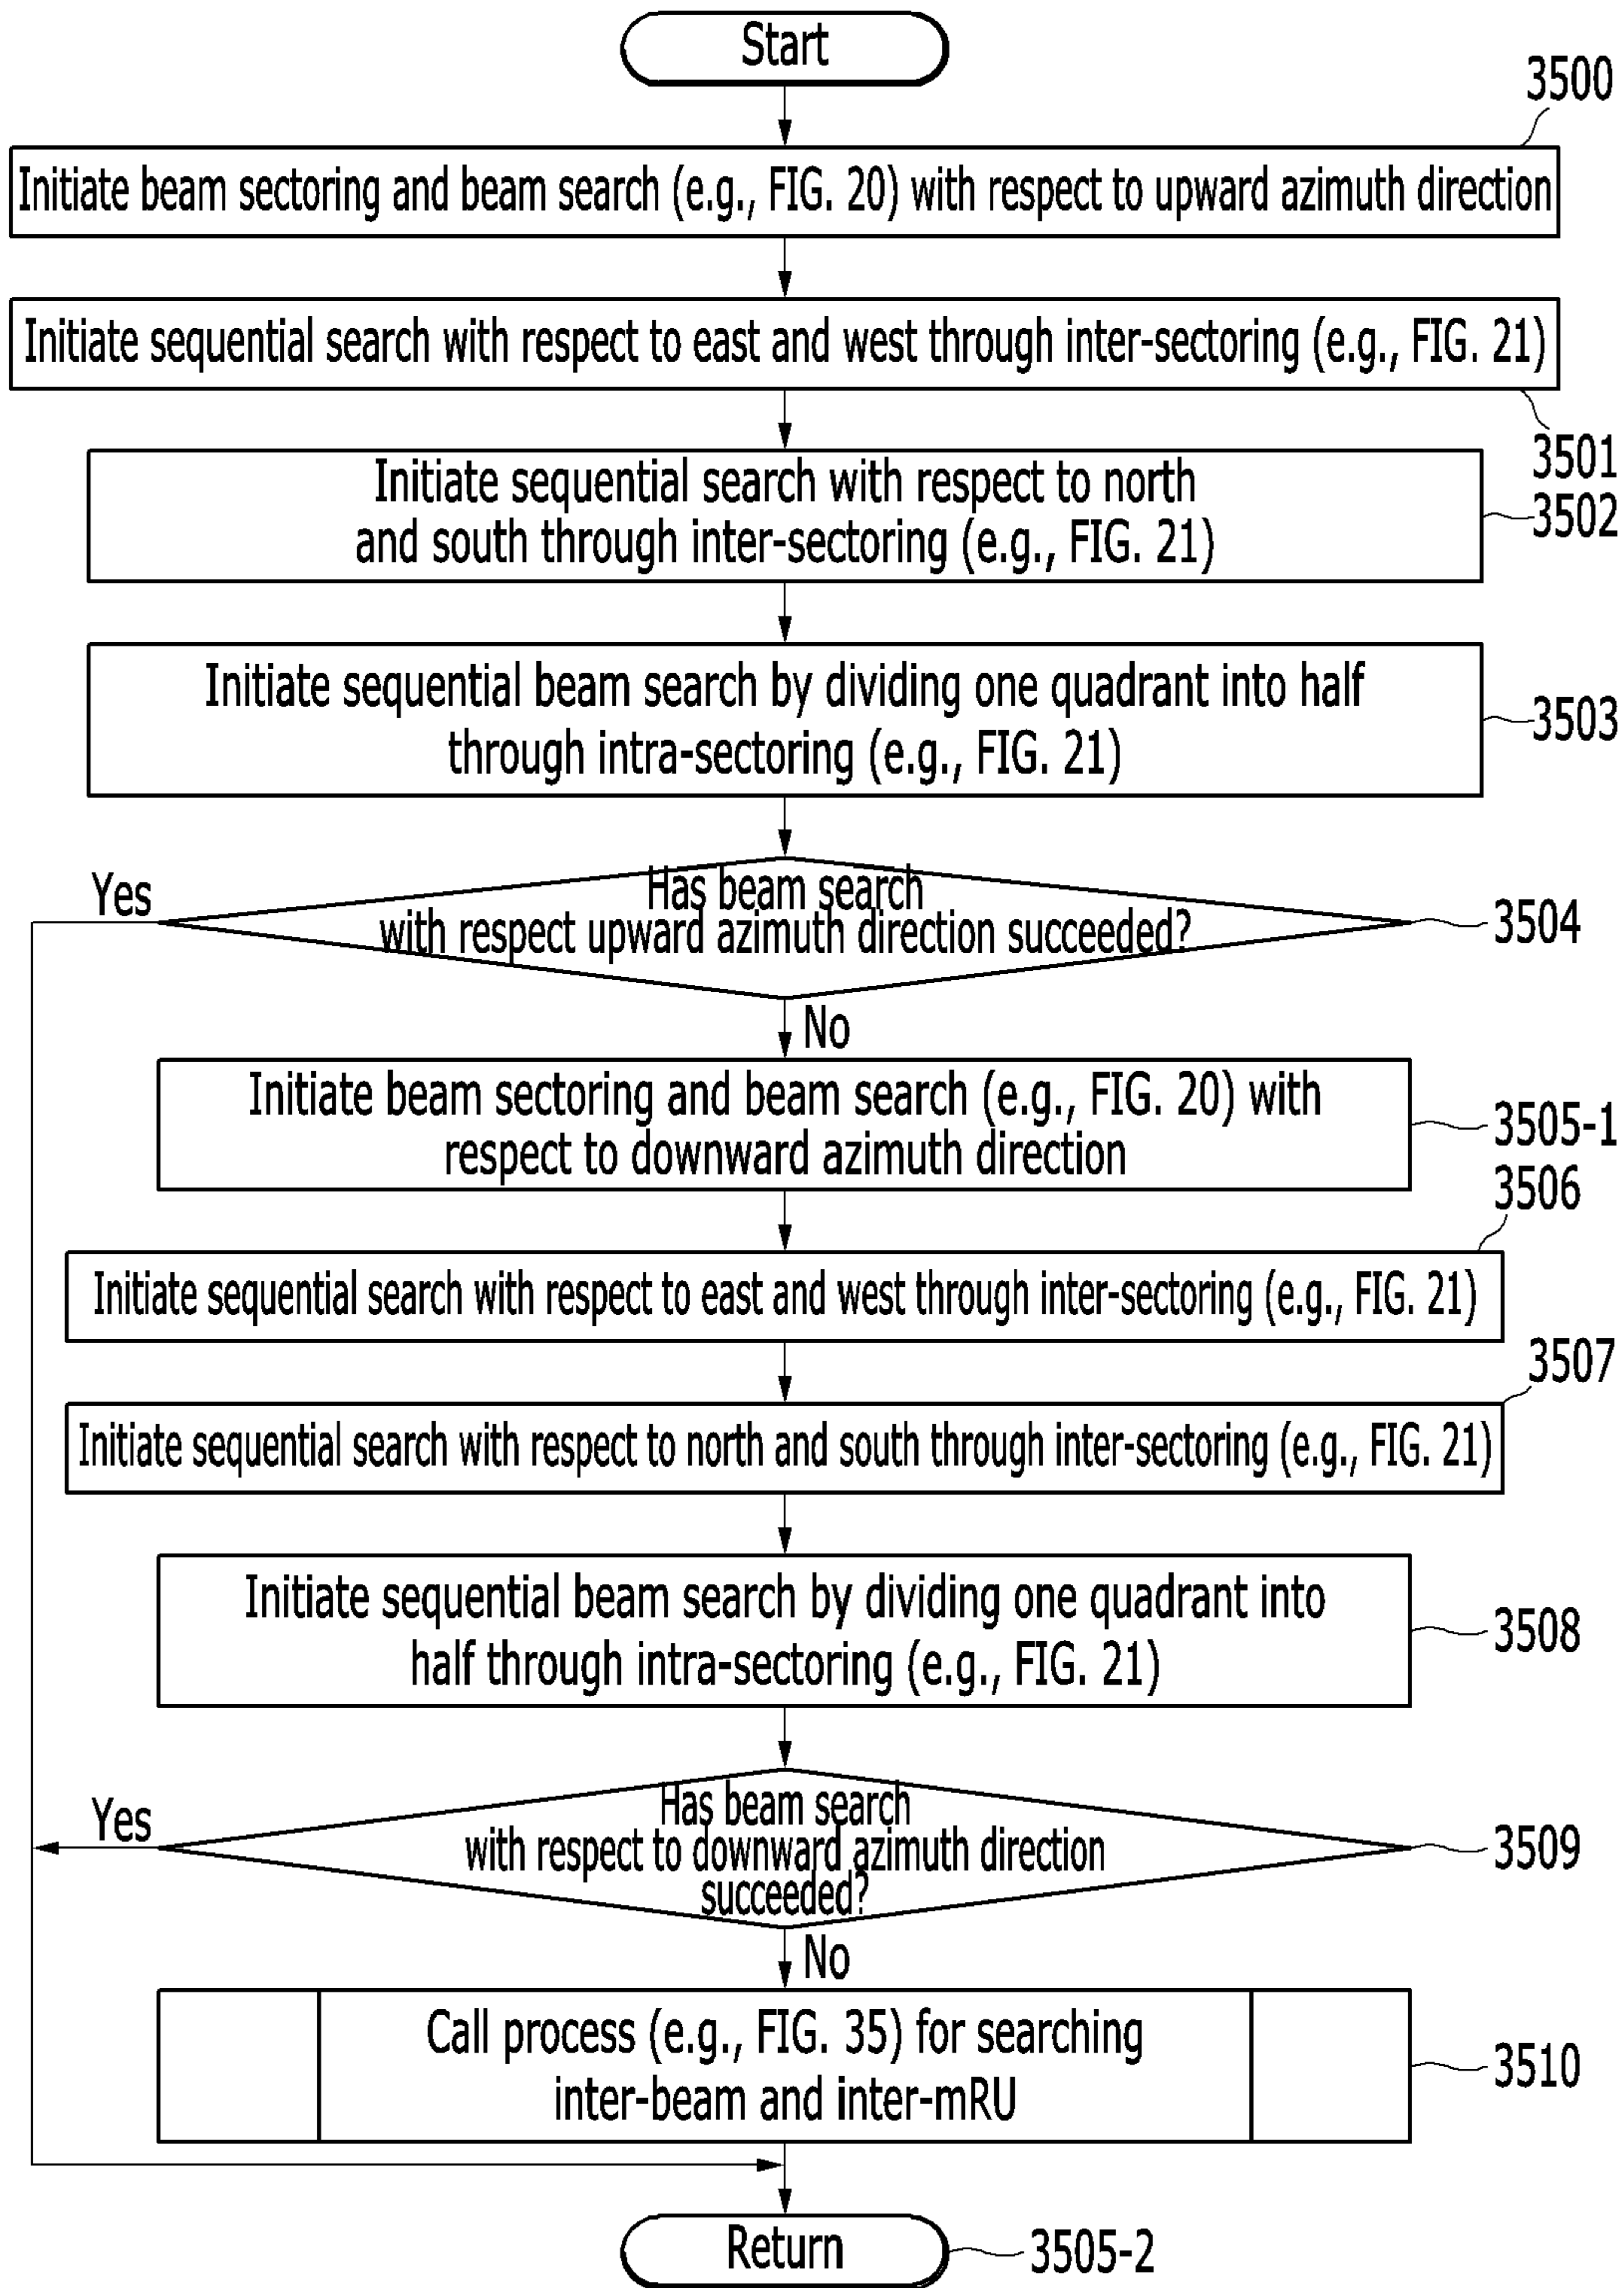 Start
3500
Initiate beam sectoring and beam search (e.g., FIG. 20) with respect to upward azimuth direction
Initiate sequential search with respect to east and west through inter-sectoring (e.g., FIG. 21)
3501
Initiate sequential search with respect to north
and south through inter-sectoring (e.g., FIG. 21)
3502
Initiate sequential beam search by dividing one quadrant into half
through intra-sectoring (e.g., FIG. 21)
3503
Yes
Has beam search
with respect upward azimuth direction succeeded?
3504
No
Initiate beam sectoring and beam search (e.g., FIG. 20) with
respect to downward azimuth direction
3505-1
3506
Initiate sequential search with respect to east and west through inter-sectoring (e.g., FIG. 21)
3507
Initiate sequential search with respect to north and south through inter-sectoring (e.g., FIG. 21)
Initiate sequential beam search by dividing one quadrant into
half through intra-sectoring (e.g., FIG. 21)
3508
Yes
Has beam search
with respect to downward azimuth direction
succeeded?
3509
No
Call process (e.g., FIG. 35) for searching
inter-beam and inter-mRU
3510
Return
3505-2